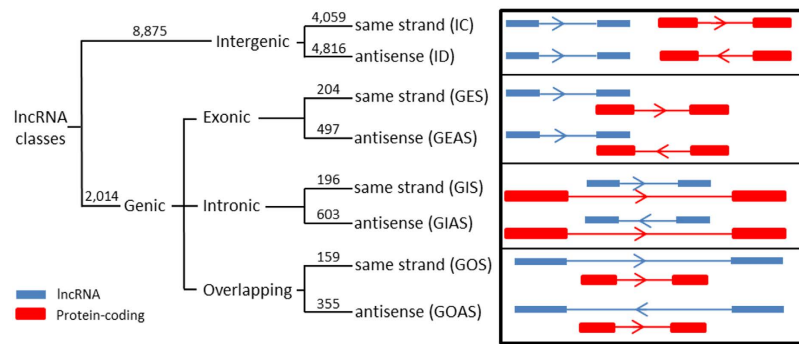 8,875
Intergenic
4,059
same strand (IC)
4,816
antisense (ID)
lncRNA
classes
2,014
Genic
Exonic
204
same strand (GES)
497
antisense (GEAS)
Intronic
196
same strand (GIS)
603
antisense (GIAS)
Overlapping
159
same strand (GOS)
355
antisense (GOAS)
lncRNA
Protein-coding